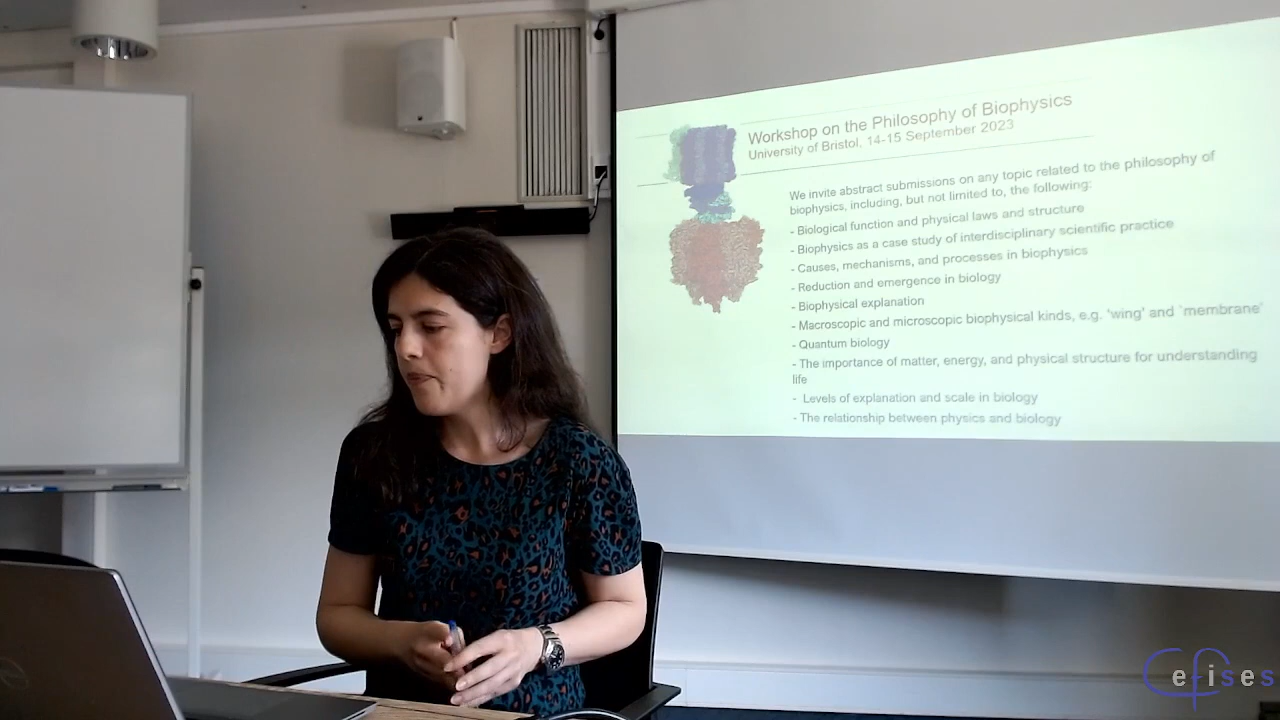 Workshop on the Philosophy of Biophysics
University of Bristol, 14-15 September 2023
We invite abstract submissions on any topic related to the philosophy of
biophysics, including, but not limited to, the following:
- Biological function and physical laws and structure
- Biophysics as a case study of interdisciplinary scientific practice
- Causes, mechanisms, and processes in biophysics
- Reduction and emergence in biology
- Biophysical explanation
- Macroscopic and microscopic biophysical kinds, e.g. 'wing' and `membrane'
- Quantum biology
- The importance of matter, energy, and physical structure for understanding
life
- Levels of explanation and scale in biology
- The relationship between physics and biology
Cefises